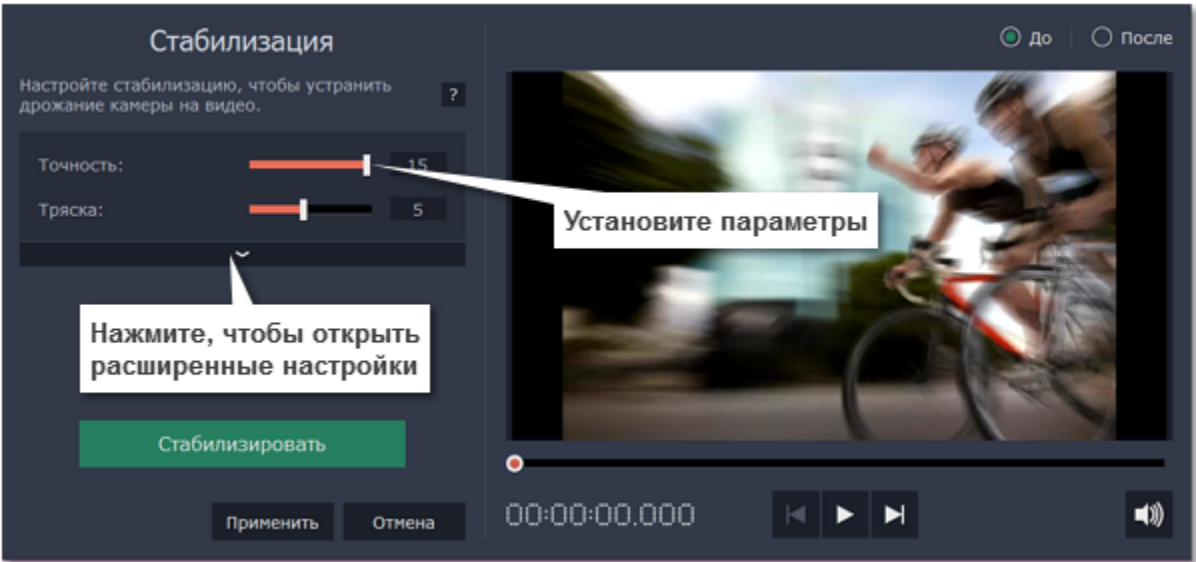 Стабилизация
До
После
Настройте стабилизацию, чтобы устранить
дрожание камеры на видео.
?
Точность:
15
Тряска:
5
Установите параметры
Нажмите, чтобы открыть
расширенные настройки
Стабилизировать
Применить
Отмена
00:00:00.000